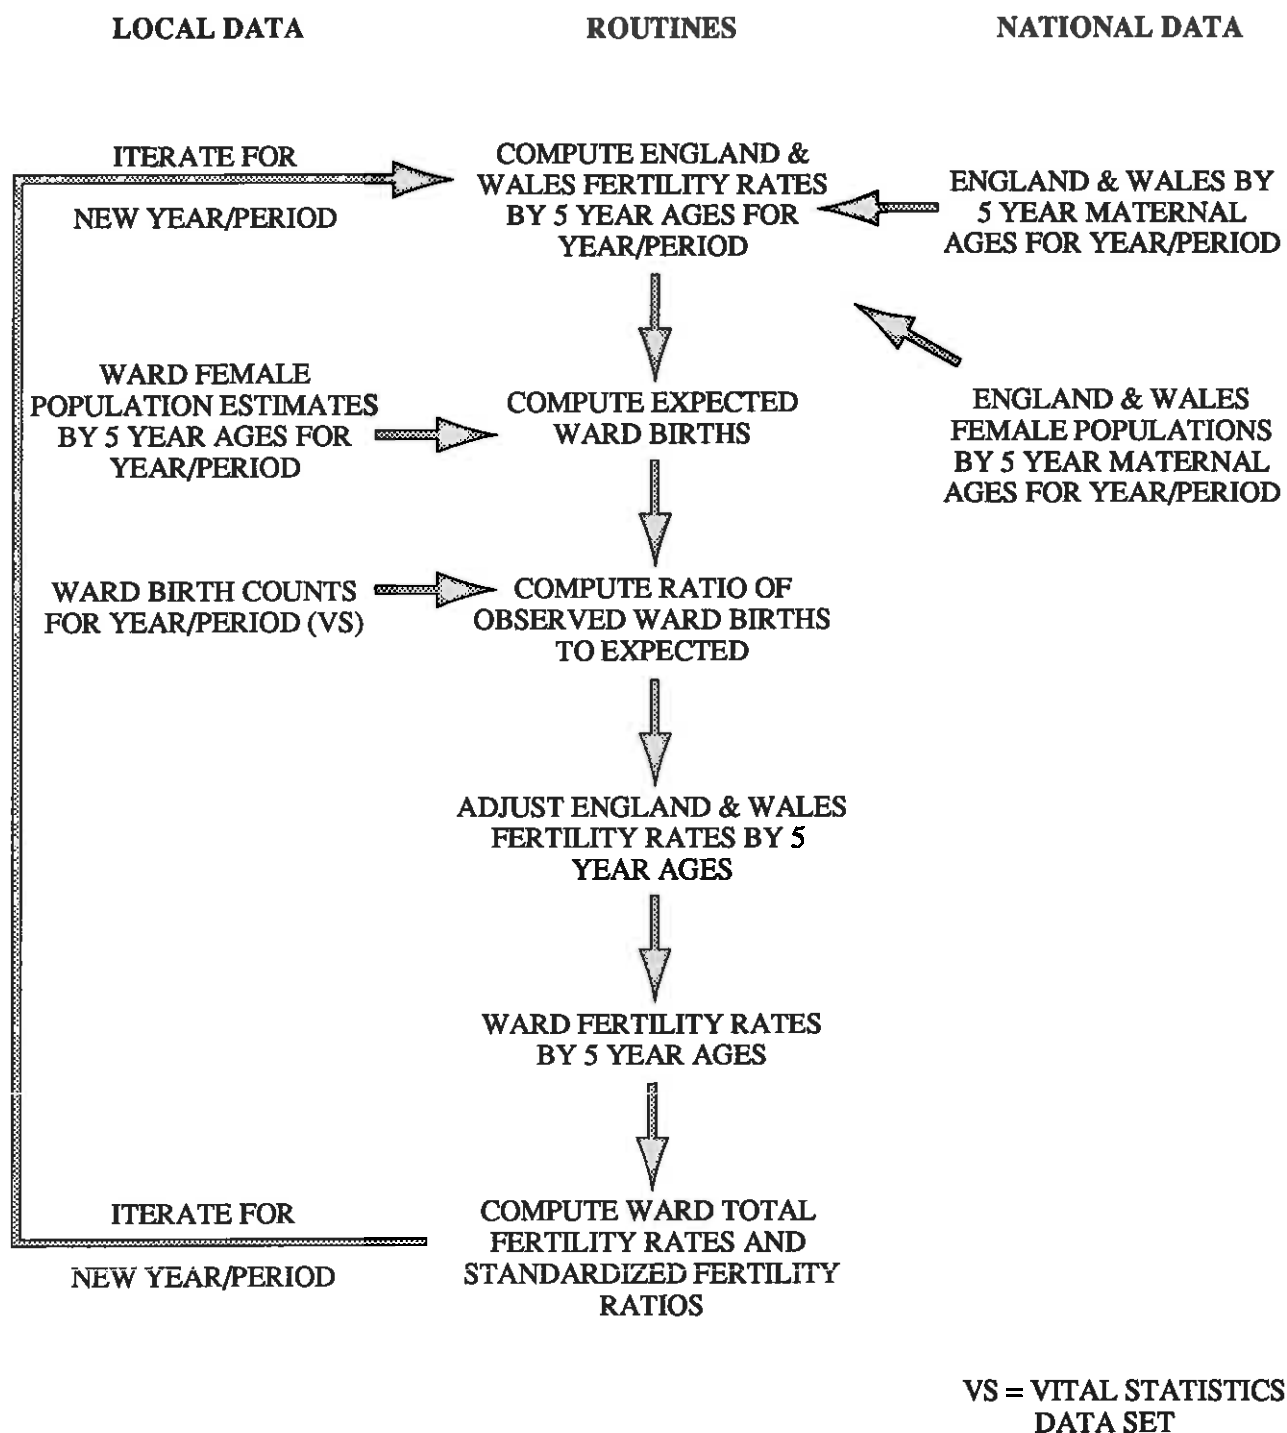 LOCAL DATA
ROUTINES
NATIONAL DATA
ITERATE FOR
NEW YEAR/PERIOD
COMPUTE ENGLAND &
WALES FERTILITY RATES
BY 5 YEAR AGES FOR
YEAR/PERIOD
ENGLAND & WALES BY
5 YEAR MATERNAL
AGES FOR YEAR/PERIOD
WARD FEMALE
POPULATION ESTIMATES
BY 5 YEAR AGES FOR
YEAR/PERIOD
COMPUTE EXPECTED
WARD BIRTHS
ENGLAND & WALES
FEMALE POPULATIONS
BY 5 YEAR MATERNAL
AGES FOR YEAR/PERIOD
WARD BIRTH COUNTS
FOR YEAR/PERIOD (VS)
COMPUTE RATIO OF
OBSERVED WARD BIRTHS
TO EXPECTED
ADJUST ENGLAND & WALES
FERTILITY RATES BY 5
YEAR AGES
WARD FERTILITY RATES
BY 5 YEAR AGES
ITERATE FOR
NEW YEAR/PERIOD
COMPUTE WARD TOTAL
FERTILITY RATES AND
STANDARDIZED FERTILITY
RATIOS
VS = VITAL STATISTICS
DATA SET